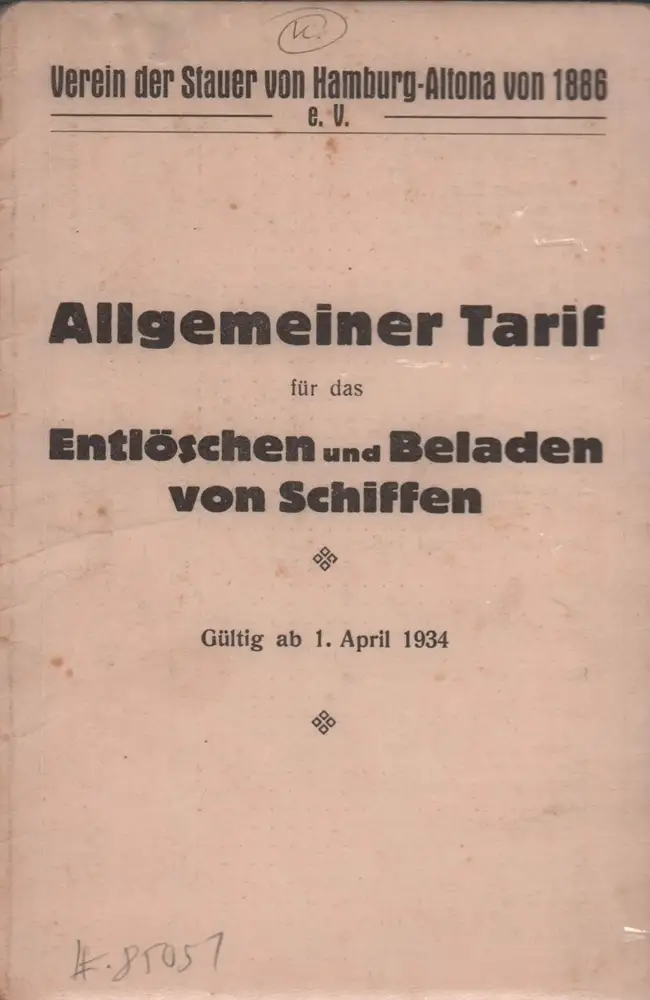 Verein der Stauer von Hamburg-Altona von 1886
e. V.
Allgemeiner Tarif
für das
Entlöschen und Beladen
von Schiffen
Gültig ab 1. April 1934
85051